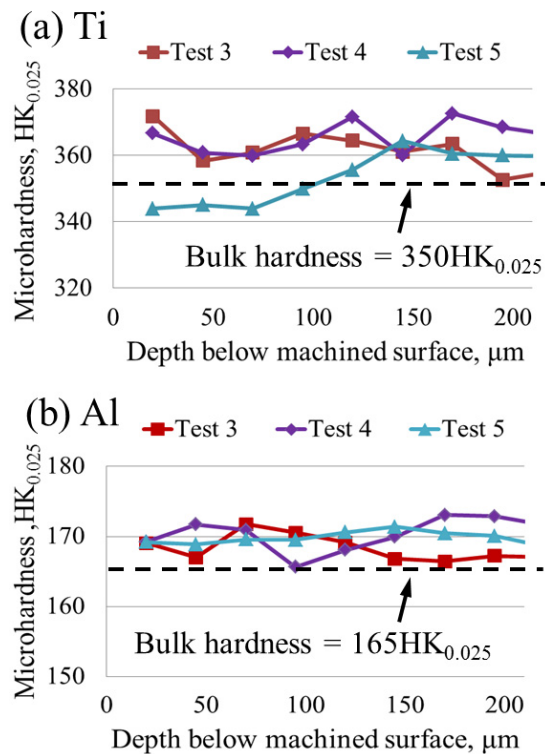 (a) Ti
Test 3 Test 4 Test 5
Microhardness, HK0.025
380
360
340
320
Bulk hardness = 350HK0.025
0 50 100 150 200
Depth below machined surface, μm
(b) Al
Test 3 Test 4 Test 5
Microhardness ,HK0.025
180
170
160
150
Bulk hardness = 165HK0.025
0 50 100 150 200
Depth below machined surface, μm